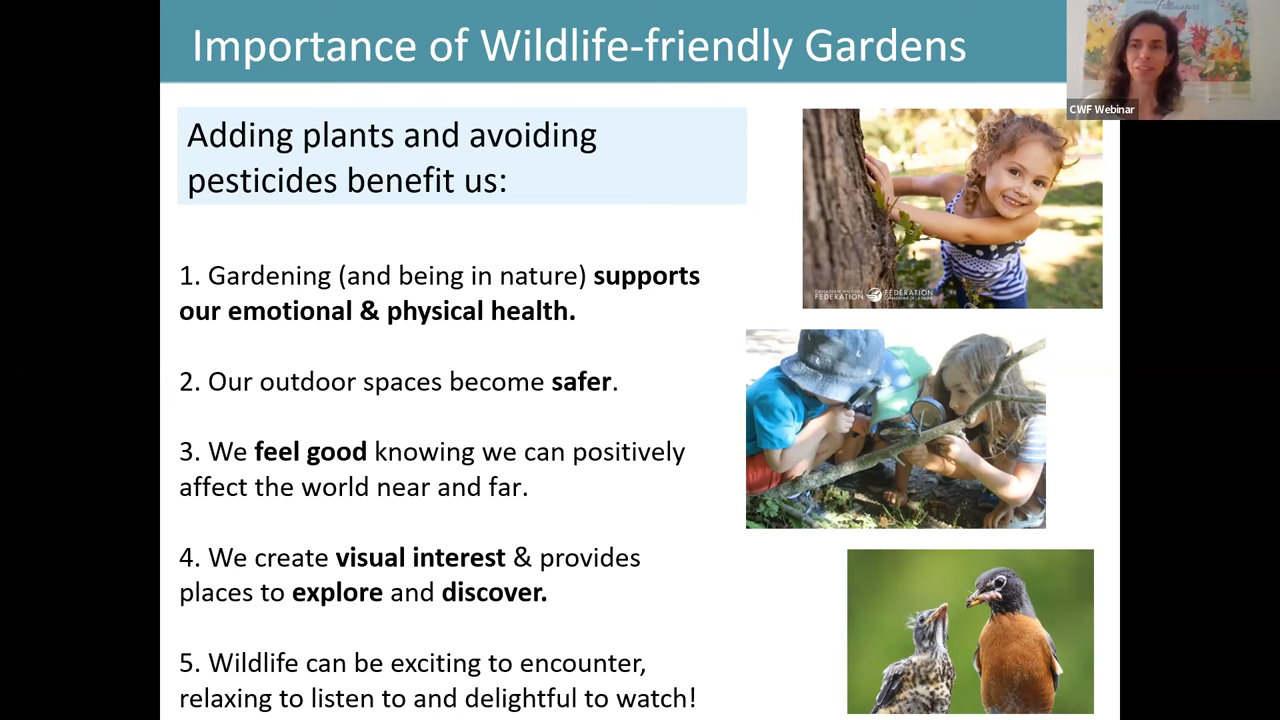 Importance of Wildlife-friendly Gardens
CWF Webinar
Adding plants and avoiding
pesticides benefit us:
1. Gardening (and being in nature) supports
our emotional & physical health.
2. Our outdoor spaces become safer.
3. We feel good knowing we can positively
affect the world near and far.
4. We create visual interest & provides
places to explore and discover.
5. Wildlife can be exciting to encounter,
relaxing to listen to and delightful to watch!
CANADIAN WILDLIFE
FEDERATION
FÉDÉRATION
CANADIENNE DE LA FAUNE